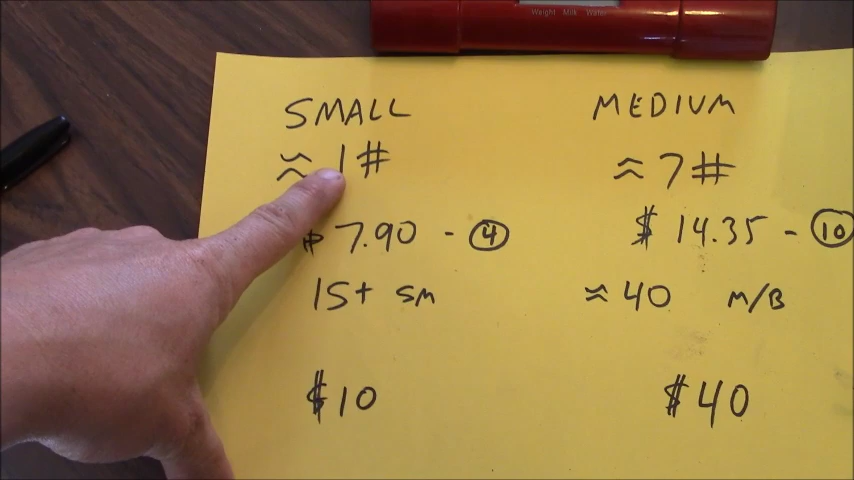 Weight Milk Water
SMALL
≈ 1#
$7.90 - ④
15+ sm
$10
MEDIUM
≈ 7#
$14.35 - ⑩
≈ 40 M/B
$40